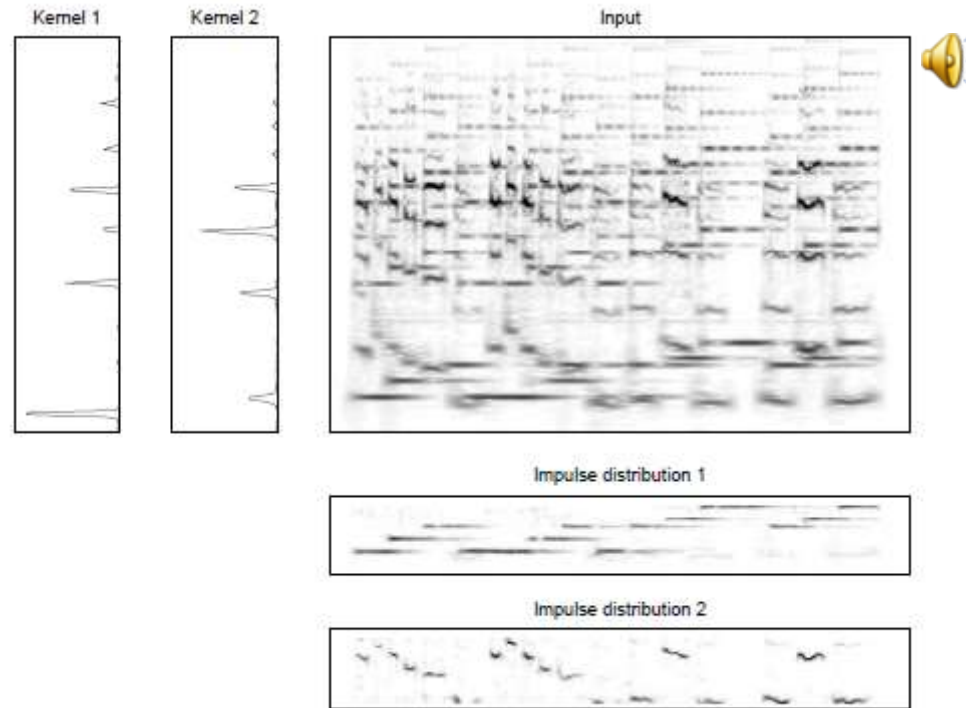 Kernel 1
Kernel 2
Input
Impulse distribution 1
Impulse distribution 2